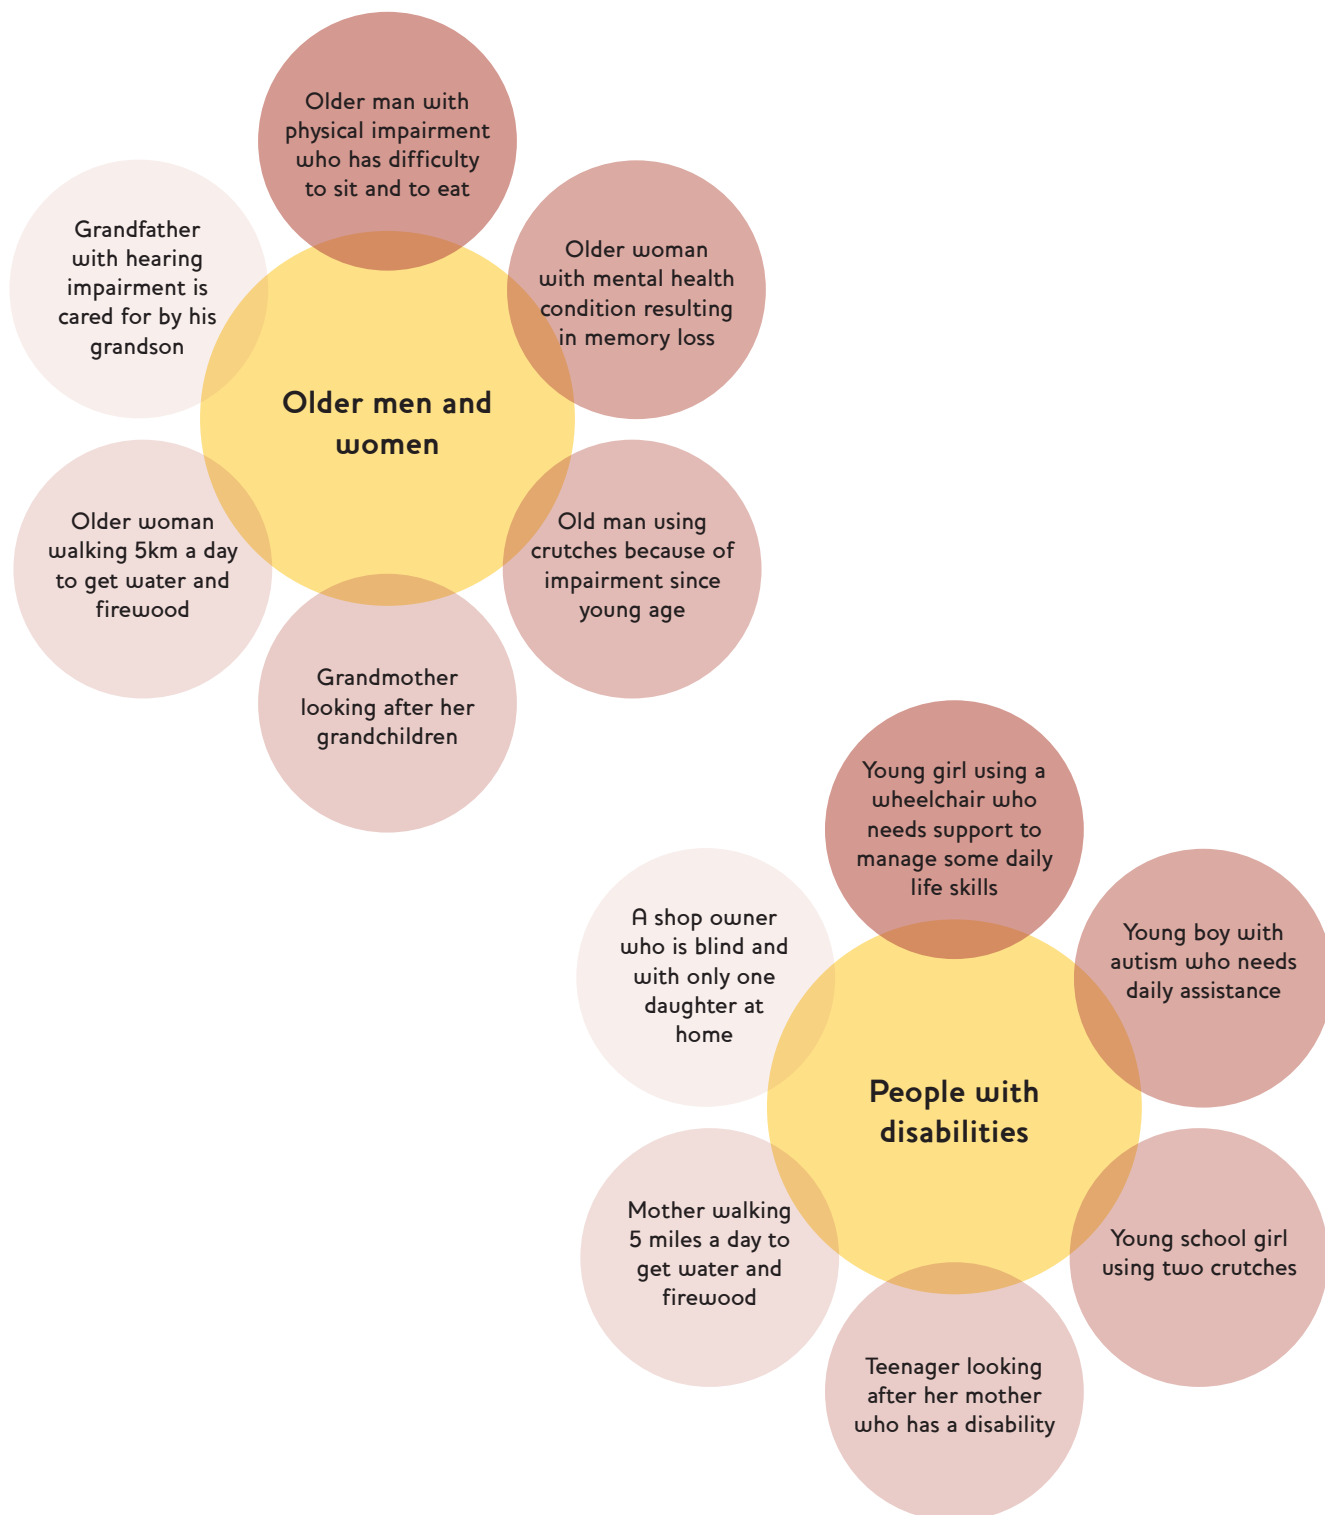 Older man with
physical impairment
who has difficulty
to sit and to eat
Older woman
with mental health
condition resulting
in memory loss
Old man using
crutches because of
impairment since
young age
Grandmother
looking after her
grandchildren
Older woman
walking 5km a day
to get water and
firewood
Grandfather
with hearing
impairment is
cared for by his
grandson
Older men and
women
Young girl using a
wheelchair who
needs support to
manage some daily
life skills
Young boy with
autism who needs
daily assistance
Young school girl
using two crutches
Teenager looking
after her mother
who has a disability
Mother walking
5 miles a day to
get water and
firewood
A shop owner
who is blind and
with only one
daughter at
home
People with
disabilities